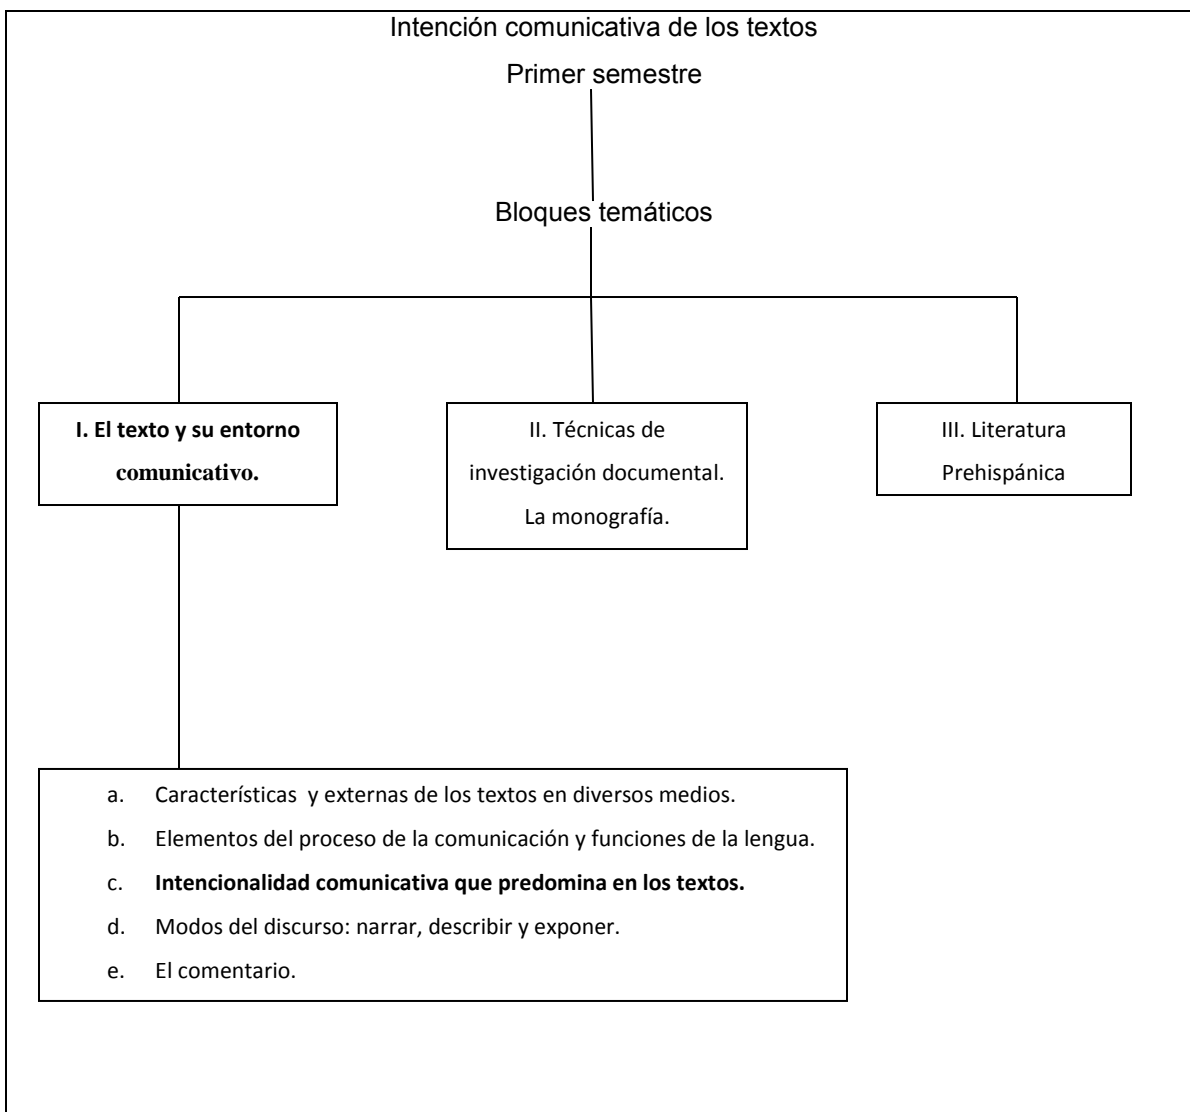 Intención comunicativa de los textos
Primer semestre
Bloques temáticos
I. El texto y su entorno
comunicativo.
II. Técnicas de
investigación documental.
La monografía.
III. Literatura
Prehispánica
a. Características y externas de los textos en diversos medios.
b. Elementos del proceso de la comunicación y funciones de la lengua.
c. Intencionalidad comunicativa que predomina en los textos.
d. Modos del discurso: narrar, describir y exponer.
e. El comentario.